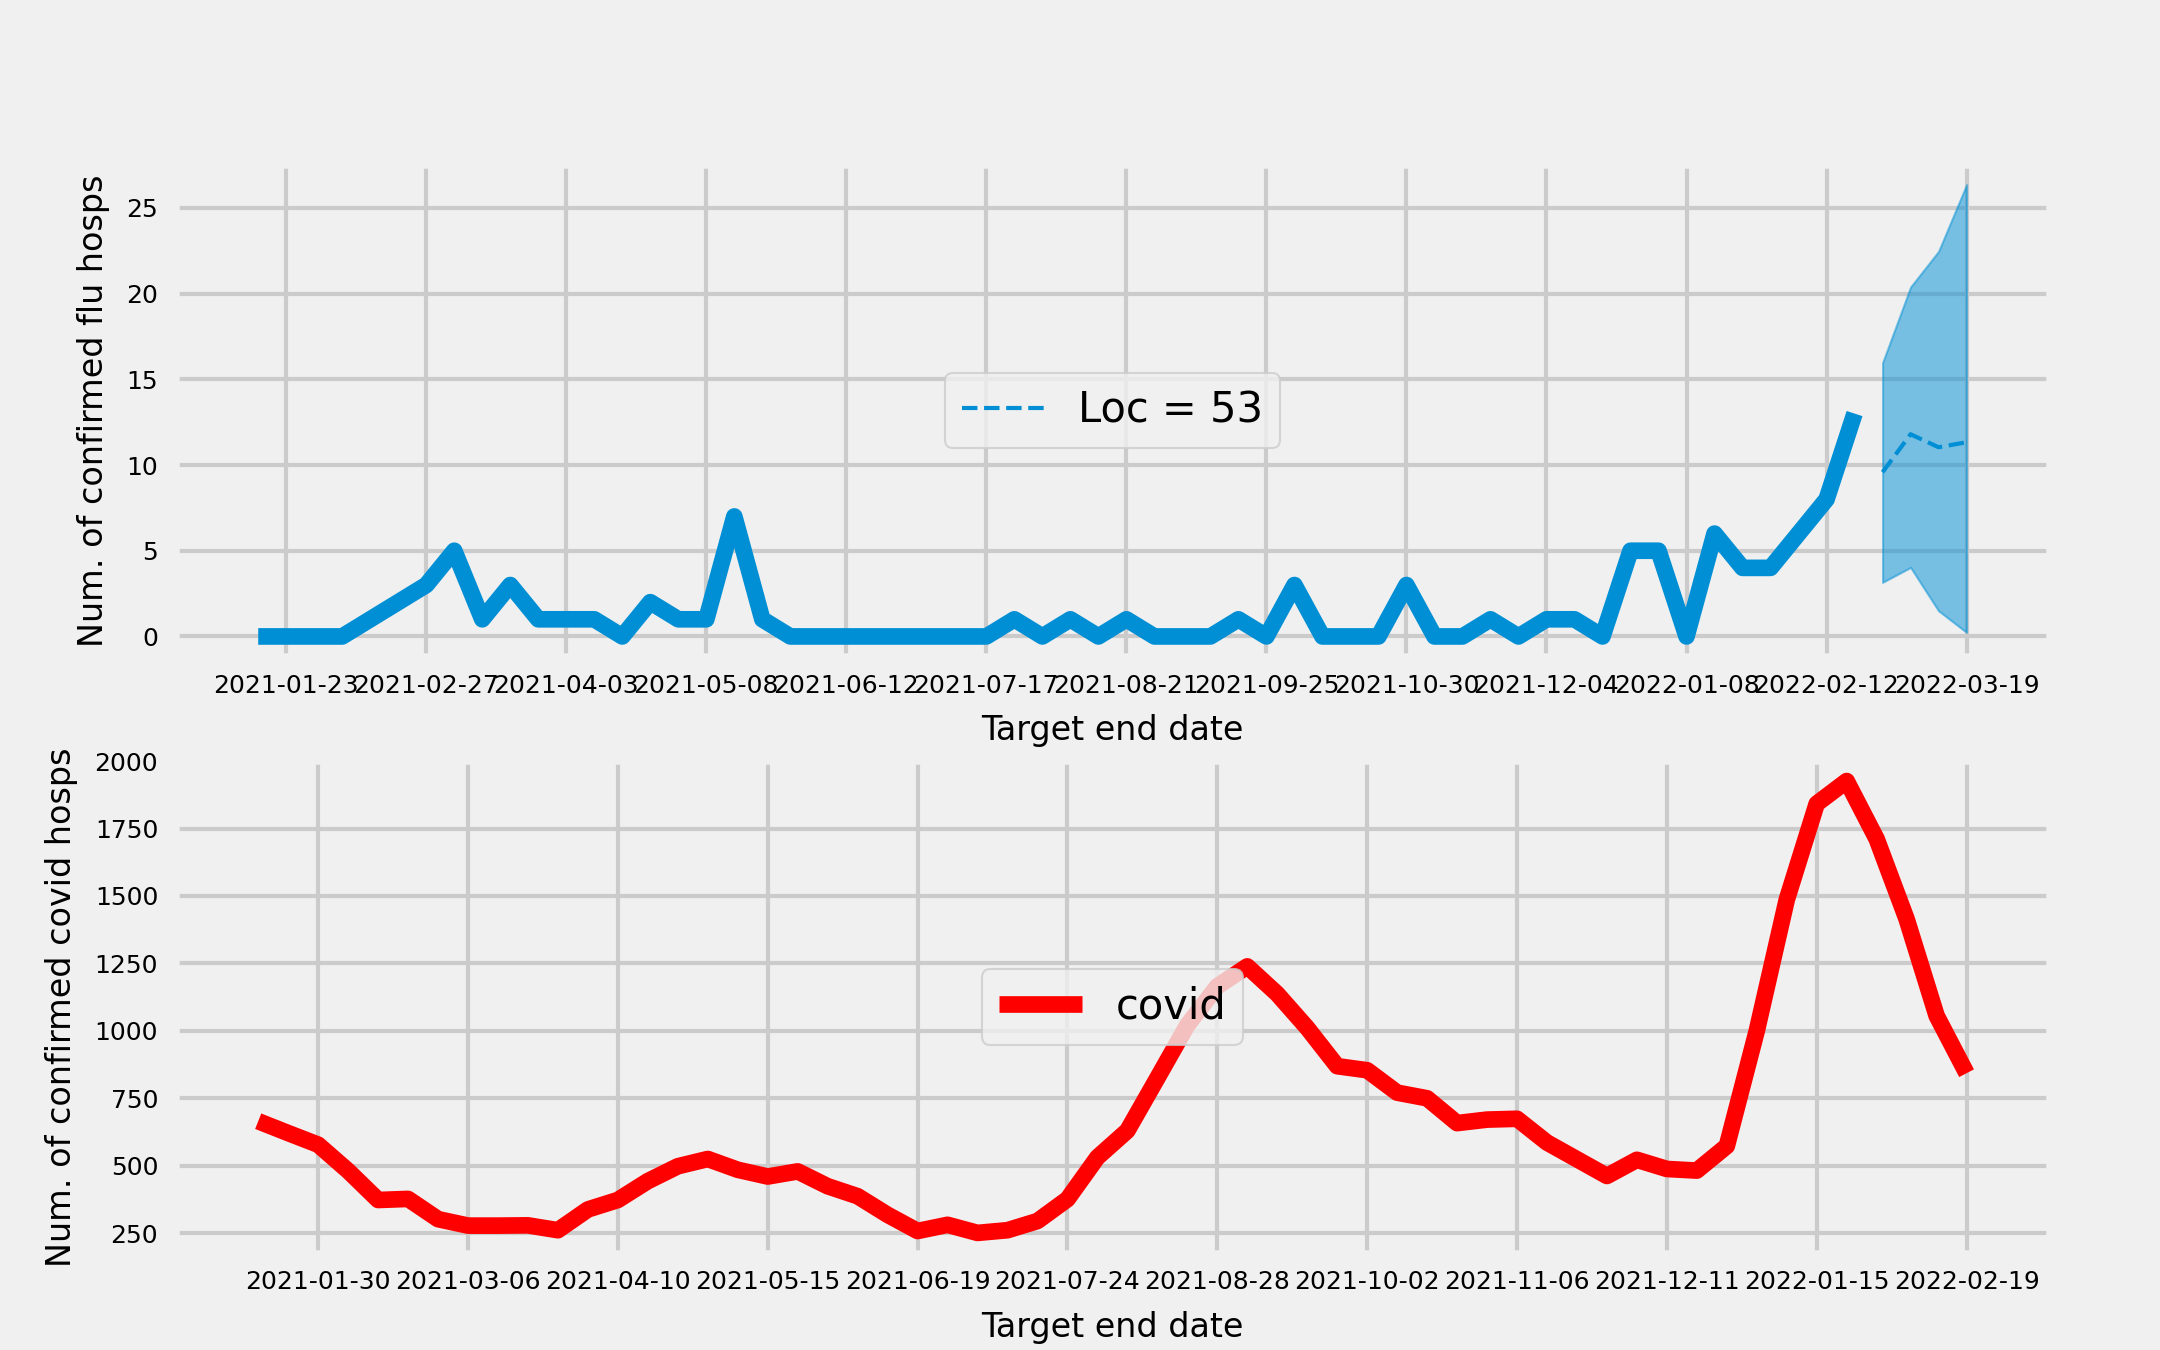 Num. of confirmed flu hosps
25
20
15
10
5
0
Loc = 53
2021-01-23 2021-02-27 2021-04-03 2021-05-08 2021-06-12 2021-07-17 2021-08-21 2021-09-25 2021-10-30 2021-12-04 2022-01-08 2022-02-12 2022-03-19
Target end date
Num. of confirmed covid hosps
2000
1750
1500
1250
1000
750
500
250
covid
2021-01-30 2021-03-06 2021-04-10 2021-05-15 2021-06-19 2021-07-24 2021-08-28 2021-10-02 2021-11-06 2021-12-11 2022-01-15 2022-02-19
Target end date